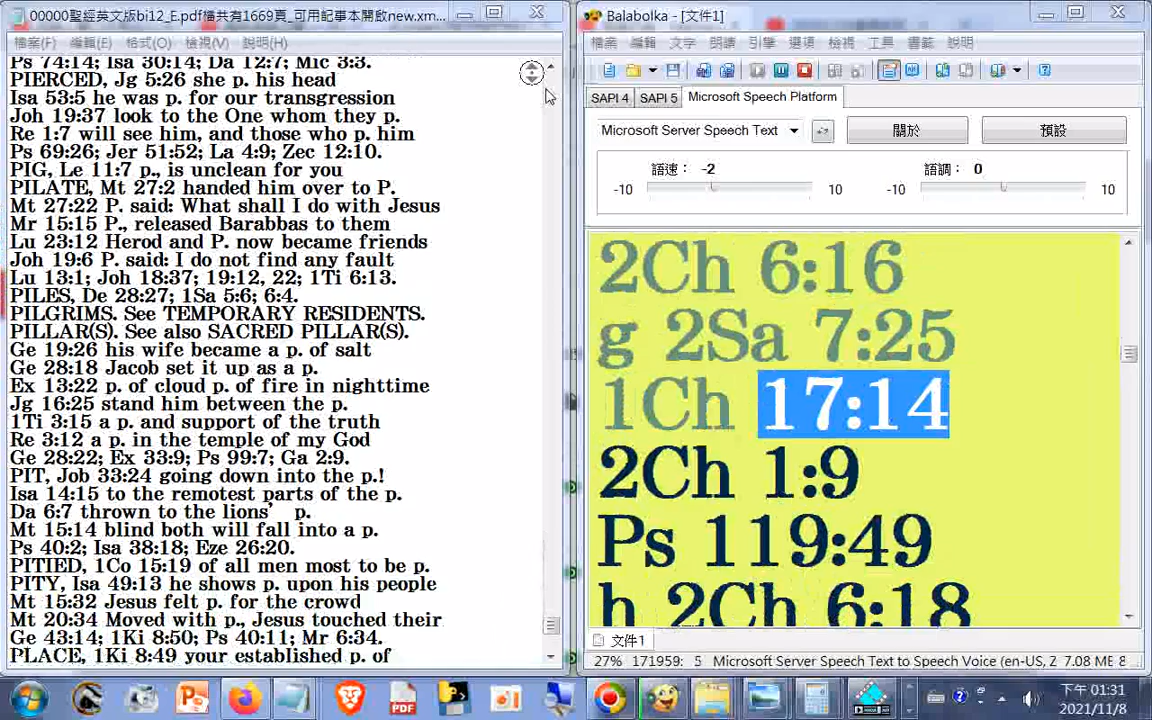 00000聖經英文版bi12_E.pdf檔共有1669頁_可用記事本開啟new.xm...
檔案(F) 編輯(E) 格式(O) 檢視(V) 說明(H)
Ps 74:14; Isa 30:14; Da 12:7; Mic 3:3.
PIERCED, Jg 5:26 she p. his head
Isa 53:5 he was p. for our transgression
Joh 19:37 look to the One whom they p.
Re 1:7 will see him, and those who p. him
Ps 69:26; Jer 51:52; La 4:9; Zec 12:10.
PIG, Le 11:7 p., is unclean for you
PILATE, Mt 27:2 handed him over to P.
Mt 27:22 P. said: What shall I do with Jesus
Mr 15:15 P., released Barabbas to them
Lu 23:12 Herod and P. now became friends
Joh 19:6 P. said: I do not find any fault
Lu 13:1; Joh 18:37; 19:12, 22; 1Ti 6:13.
PILES, De 28:27; 1Sa 5:6; 6:4.
PILGRIMS. See TEMPORARY RESIDENTS.
PILLAR(S). See also SACRED PILLAR(S).
Ge 19:26 his wife became a p. of salt
Ge 28:18 Jacob set it up as a p.
Ex 13:22 p. of cloud p. of fire in nighttime
Jg 16:25 stand him between the p.
1Ti 3:15 a p. and support of the truth
Re 3:12 a p. in the temple of my God
Ge 28:22; Ex 33:9; Ps 99:7; Ga 2:9.
PIT, Job 33:24 going down into the p.!
Isa 14:15 to the remotest parts of the p.
Da 6:7 thrown to the lions’ p.
Mt 15:14 blind both will fall into a p.
Ps 40:2; Isa 38:18; Eze 26:20.
PITIED, 1Co 15:19 of all men most to be p.
PITY, Isa 49:13 he shows p. upon his people
Mt 15:32 Jesus felt p. for the crowd
Mt 20:34 Moved with p., Jesus touched their
Ge 43:14; 1Ki 8:50; Ps 40:11; Mr 6:34.
PLACE, 1Ki 8:49 your established p. of
Balabolka - [文件1]
檔案 編輯 文字 朗讀 引擎 選項 檢視 工具 書籤 說明
SAPI 4 SAPI 5 Microsoft Speech Platform
Microsoft Server Speech Text 關於 預設
語速： -2 語調： 0
-10 10 -10 10
2Ch 6:16
g 2Sa 7:25
1Ch 17:14
2Ch 1:9
Ps 119:49
h 2Ch 6:18
文件1
27% 171959: 5 Microsoft Server Speech Text to Speech Voice (en-US, Z 7.08 MB 8
PDF
下午 01:31
2021/11/8